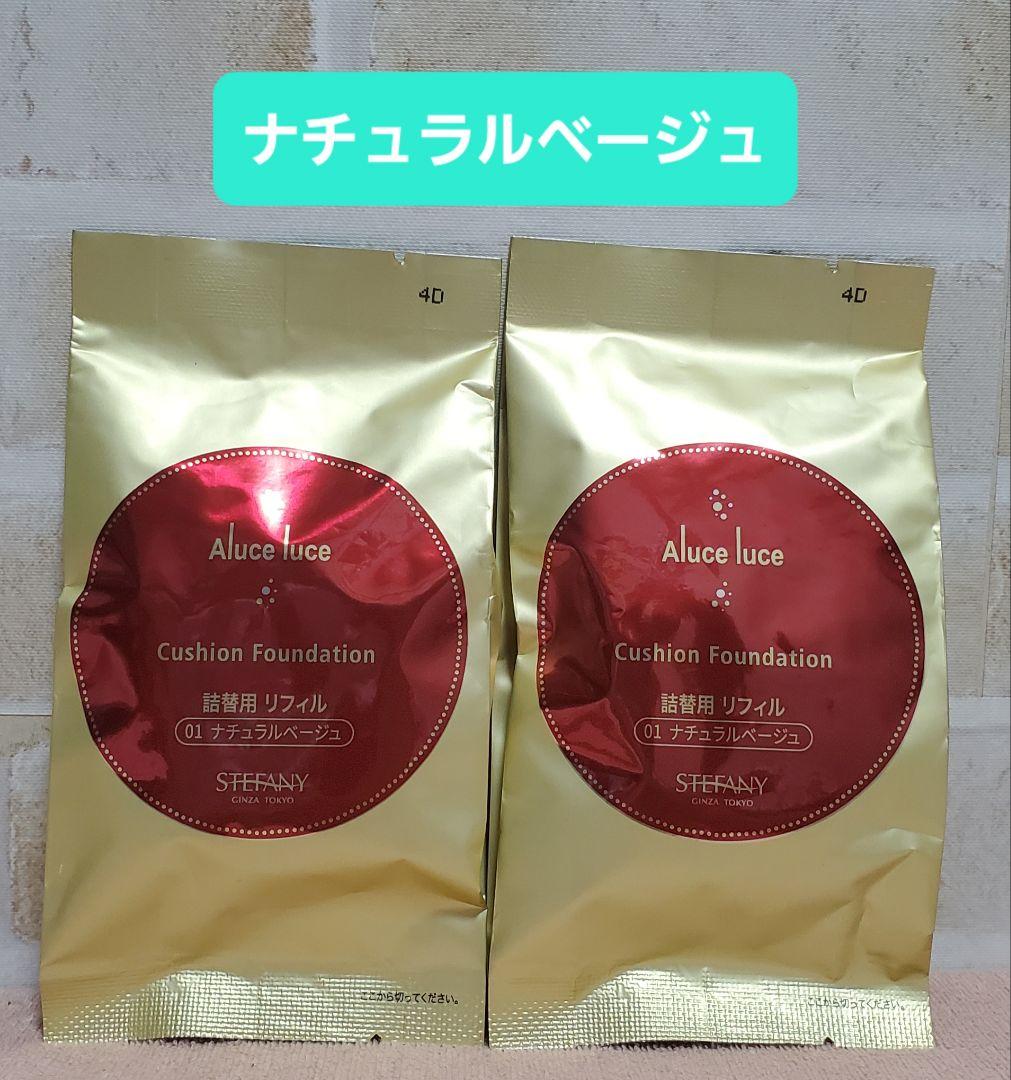 ナチュラルベージュ
4D
Aluce luce
Cushion Foundation
詰替用 リフィル
01 ナチュラルベージュ
STEFANY
GINZA TOKYO
ここから切ってください。
4D
Aluce luce
Cushion Foundation
詰替用 リフィル
01 ナチュラルベージュ
STEFANY
GINZA TOKYO
ここから切ってください。